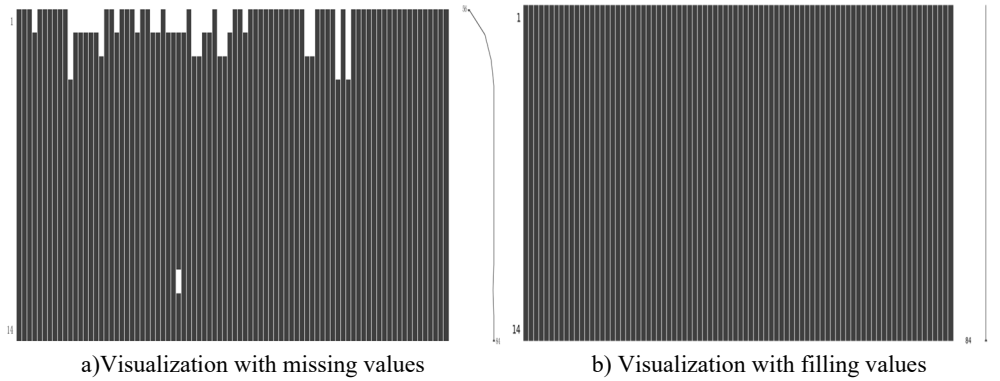 1
14
1
14
84
a)Visualization with missing values
b) Visualization with filling values